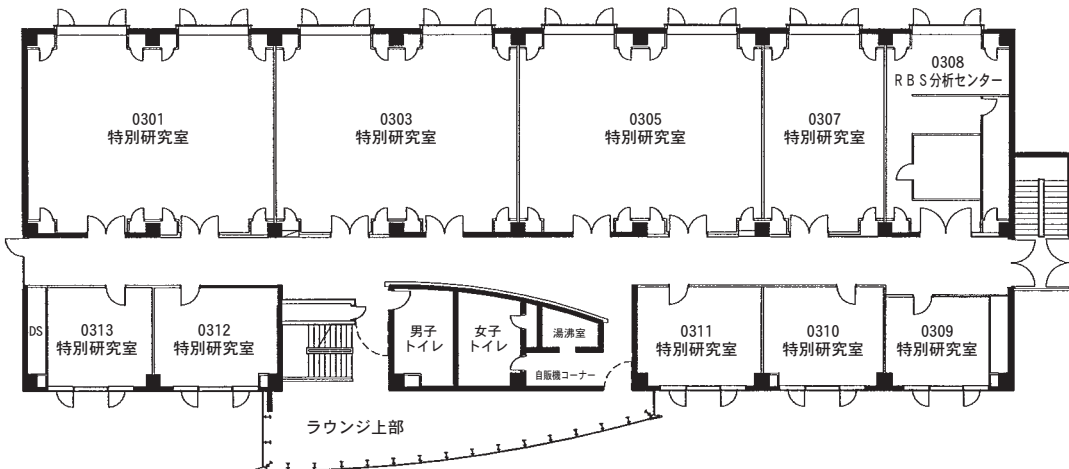 0301
特別研究室
0303
特別研究室
0305
特別研究室
0307
特別研究室
0308
RBS分析センター
DS
0313
特別研究室
0312
特別研究室
男子
トイレ
女子
トイレ
湯沸室
自販機コーナー
0311
特別研究室
0310
特別研究室
0309
特別研究室
ラウンジ上部